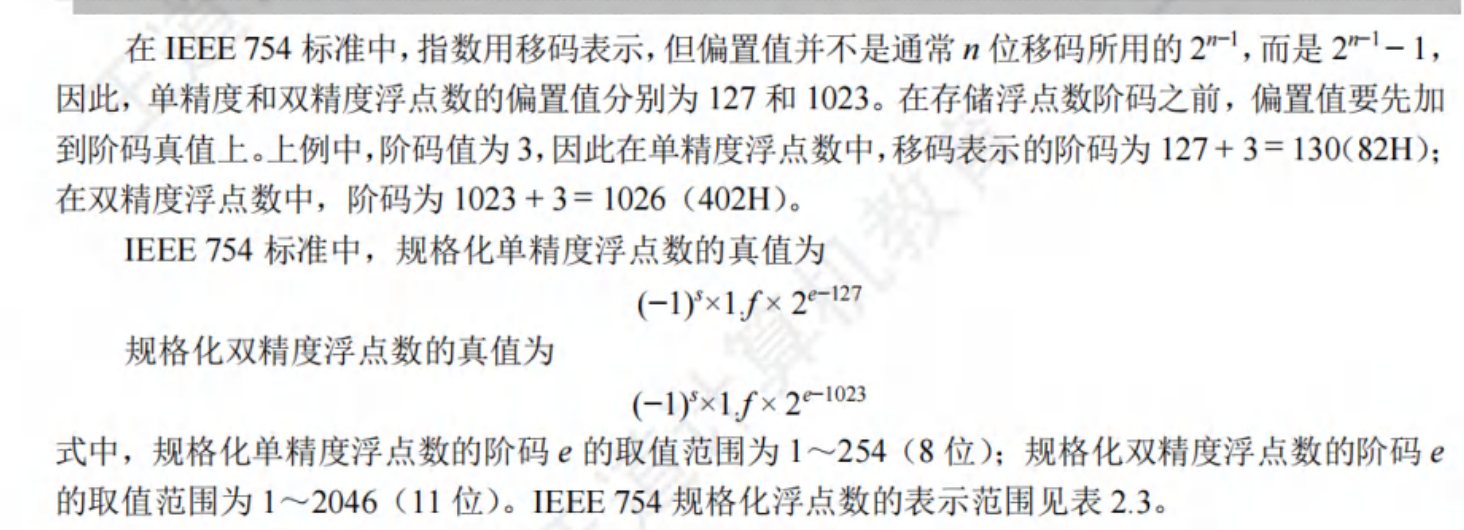 在 IEEE 754 标准中，指数用移码表示，但偏置值并不是通常 n 位移码所用的 2ⁿ⁻¹，而是 2ⁿ⁻¹−1，
因此，单精度和双精度浮点数的偏置值分别为 127 和 1023。在存储浮点数阶码之前，偏置值要先加
到阶码真值上。上例中，阶码值为 3，因此在单精度浮点数中，移码表示的阶码为 127 + 3 = 130(82H)；
在双精度浮点数中，阶码为 1023 + 3 = 1026（402H）。
IEEE 754 标准中，规格化单精度浮点数的真值为
(−1)ˢ×1.f × 2ᵉ⁻¹²⁷
规格化双精度浮点数的真值为
(−1)ˢ×1.f × 2ᵉ⁻¹⁰²³
式中，规格化单精度浮点数的阶码 e 的取值范围为 1～254（8 位）；规格化双精度浮点数的阶码 e
的取值范围为 1～2046（11 位）。IEEE 754 规格化浮点数的表示范围见表 2.3。